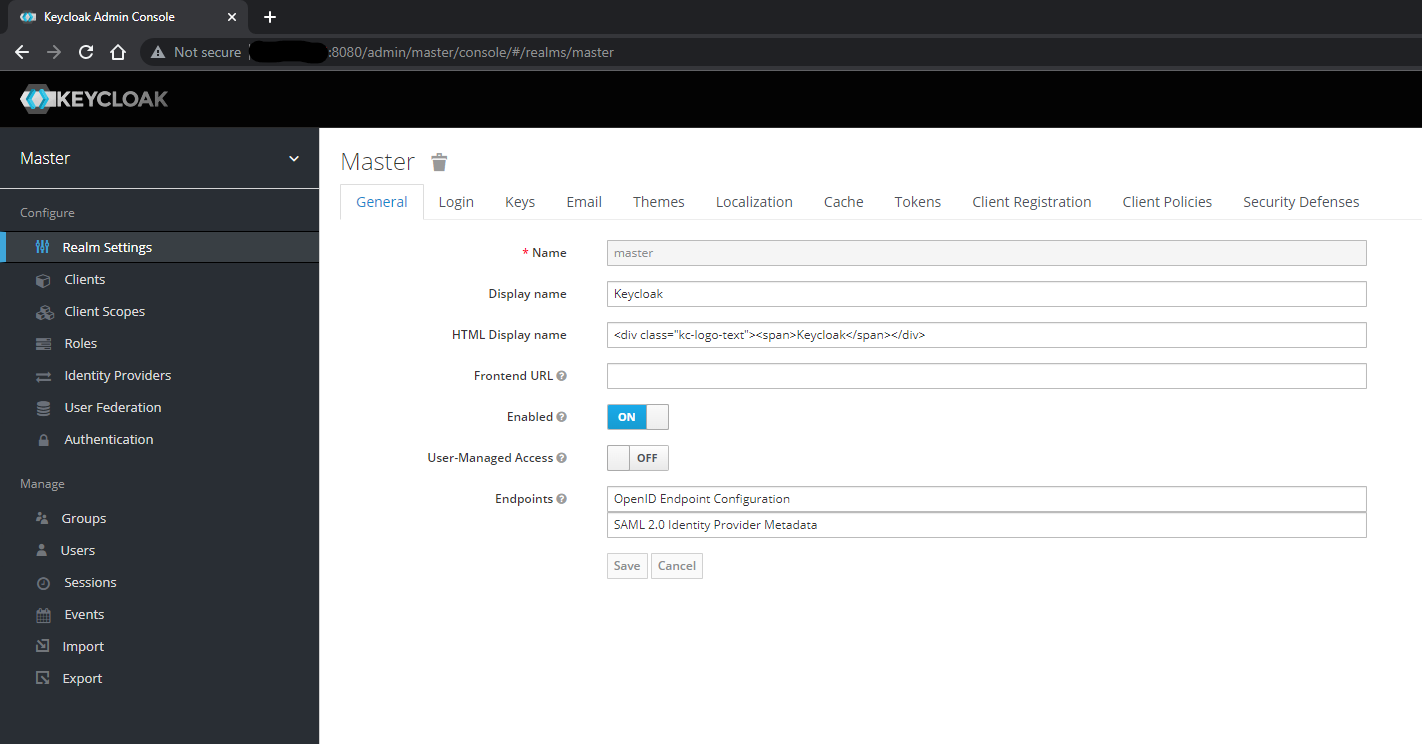 Keycloak Admin Console
Not secure :8080/admin/master/console/#/realms/master
KEYCLOAK
Master
Configure
Realm Settings
Clients
Client Scopes
Roles
Identity Providers
User Federation
Authentication
Manage
Groups
Users
Sessions
Events
Import
Export
Master
General Login Keys Email Themes Localization Cache Tokens Client Registration Client Policies Security Defenses
* Name master
Display name Keycloak
HTML Display name <div class="kc-logo-text"><span>Keycloak</span></div>
Frontend URL
Enabled ON
User-Managed Access OFF
Endpoints OpenID Endpoint Configuration
SAML 2.0 Identity Provider Metadata
Save Cancel